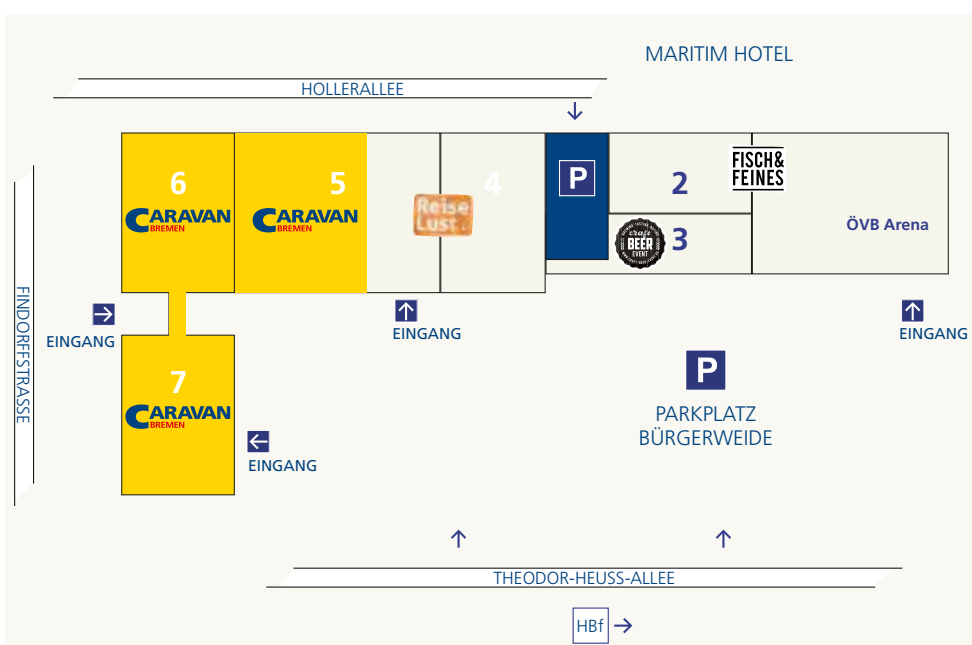 MARITIM HOTEL
HOLLERALLEE
6
CARAVAN
BREMEN
5
CARAVAN
BREMEN
4
Reise
Lust
P
2
FISCH&
FEINES
3
craft
BEER
EVENT
ÖVB Arena
EINGANG
EINGANG
EINGANG
FINDORFFSTRASSE
7
CARAVAN
BREMEN
P
PARKPLATZ
BÜRGERWEIDE
EINGANG
THEODOR-HEUSS-ALLEE
HBf